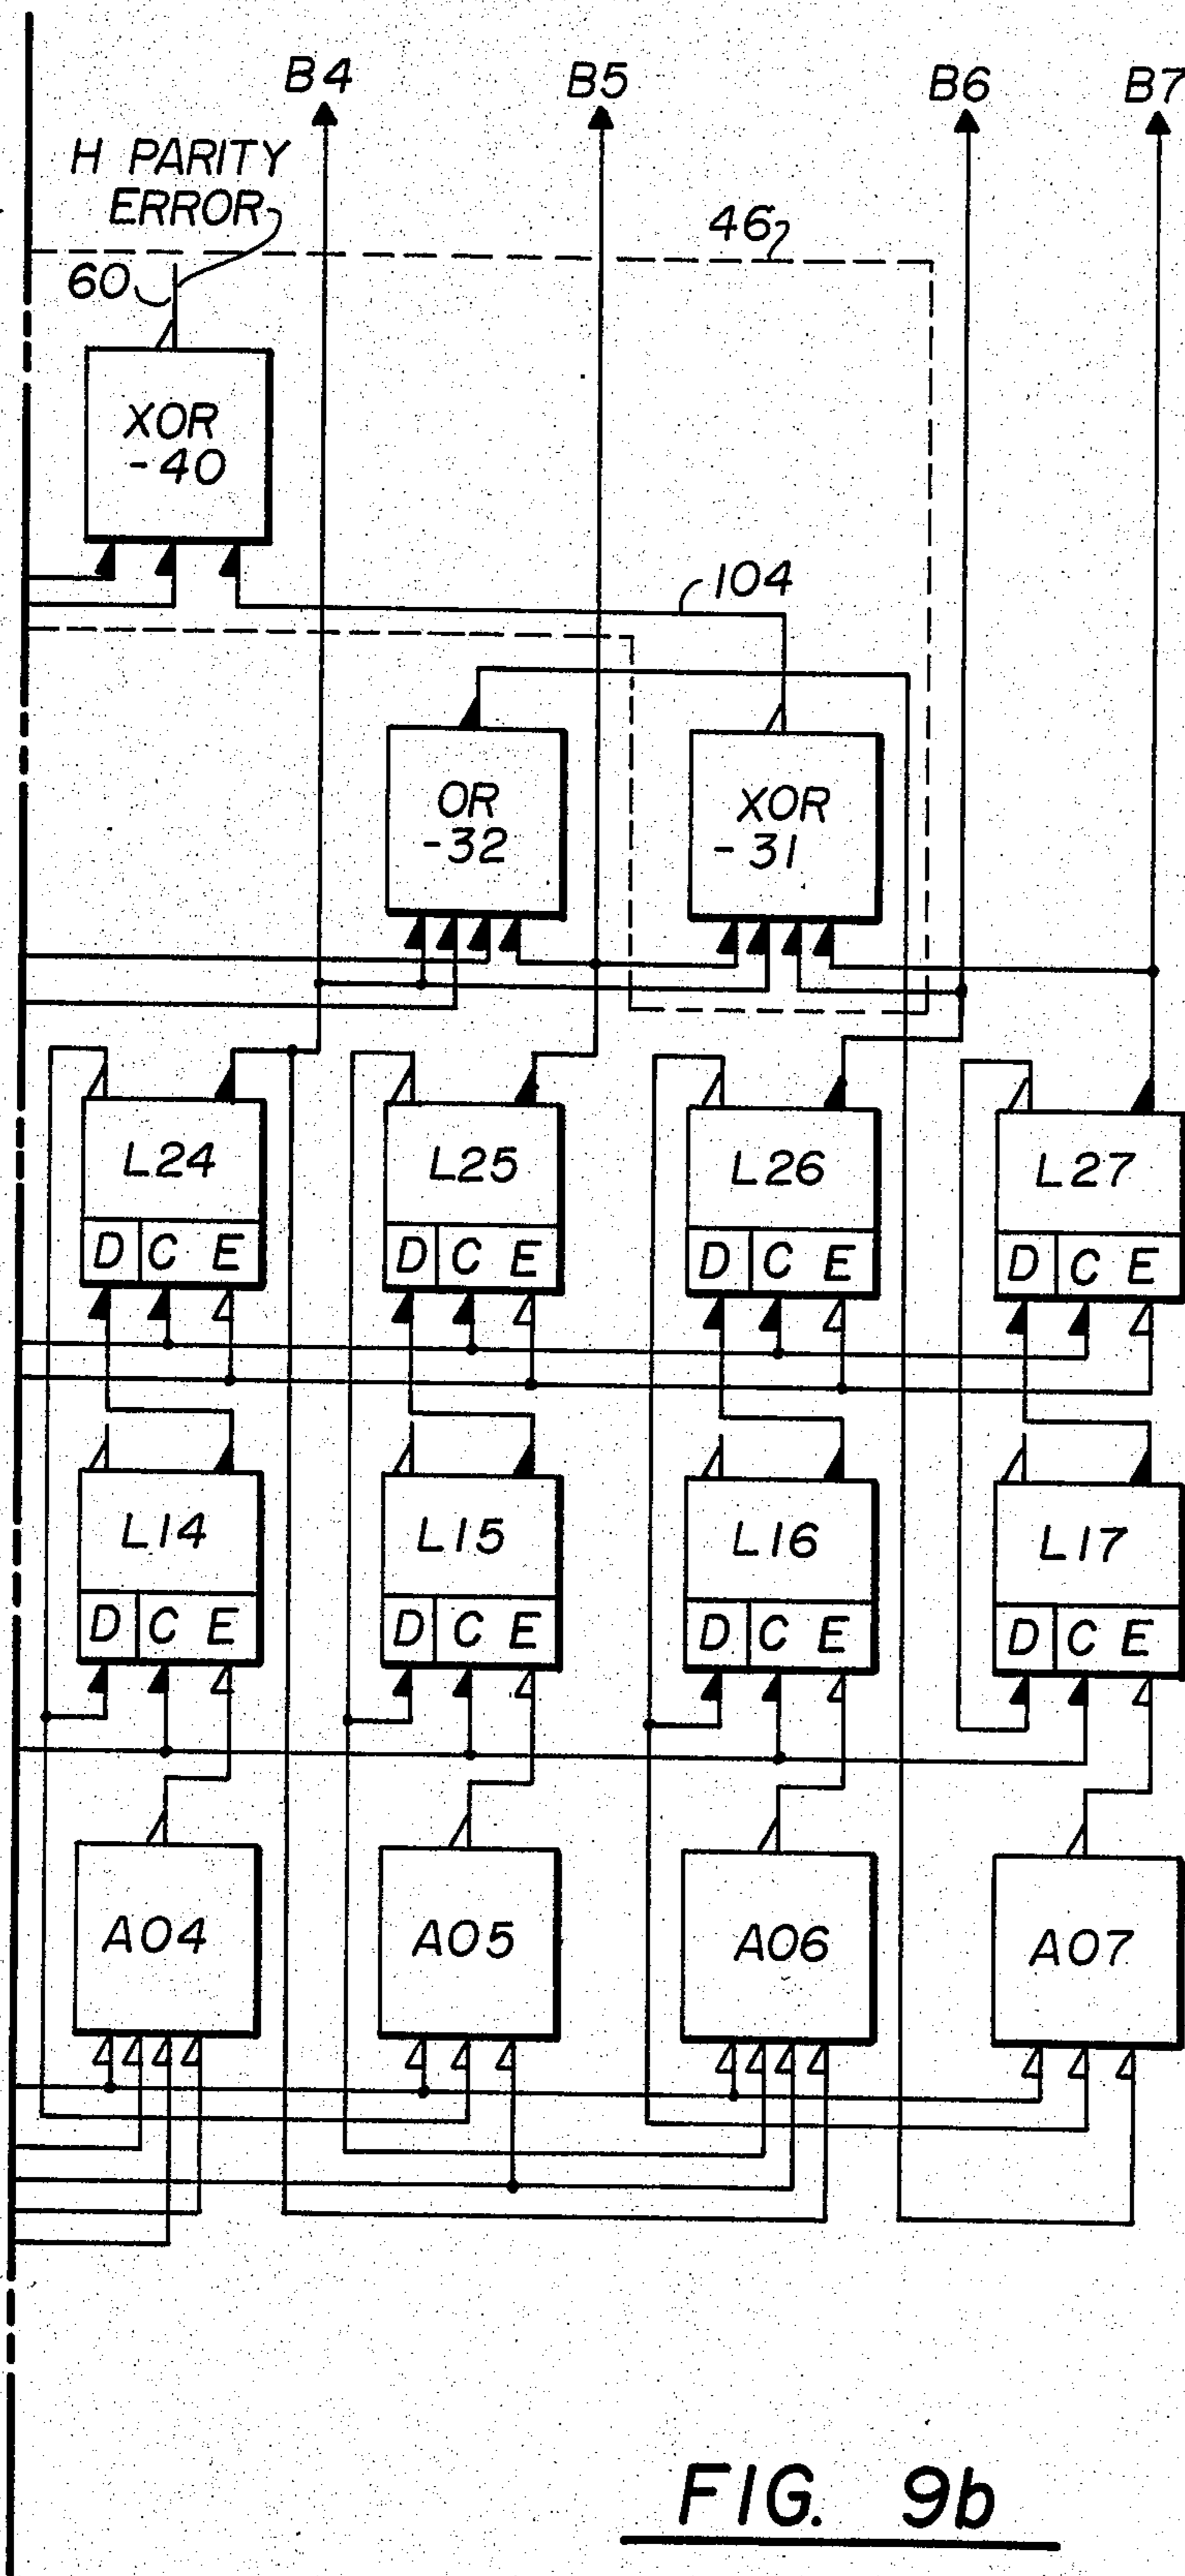 B4 B5 B6 B7
H PARITY
ERROR
46
60
XOR
-40
104
OR
-32
XOR
-31
L24 L25 L26 L27
D C E D C E D C E D C E
L14 L15 L16 L17
D C E D C E D C E D C E
A04 A05 A06 A07
FIG. 9b